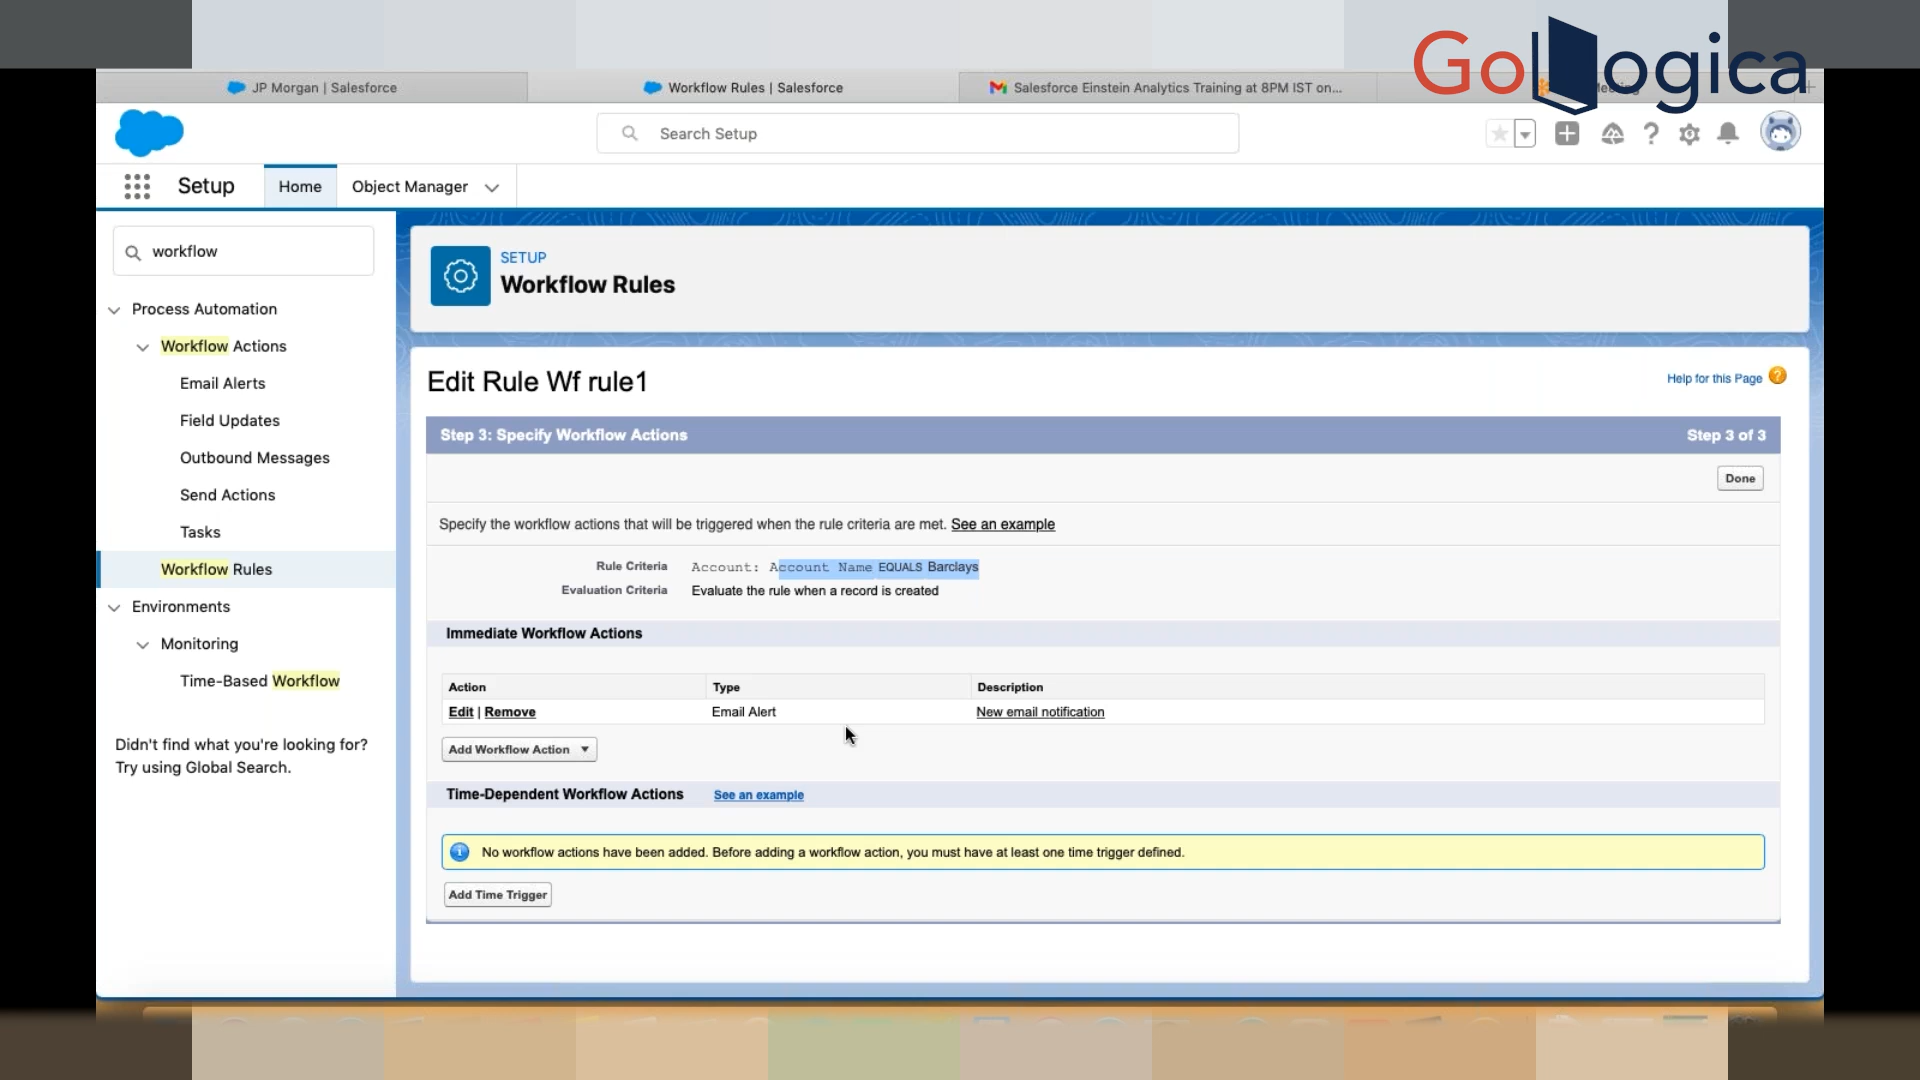 GoLogica
JP Morgan | Salesforce
Workflow Rules | Salesforce
Salesforce Einstein Analytics Training at 8PM IST on...
Search Setup
Setup
Home
Object Manager
workflow
Process Automation
Workflow Actions
Email Alerts
Field Updates
Outbound Messages
Send Actions
Tasks
Workflow Rules
Environments
Monitoring
Time-Based Workflow
Didn't find what you're looking for?
Try using Global Search.
SETUP
Workflow Rules
Edit Rule Wf rule1
Help for this Page
Step 3: Specify Workflow Actions
Step 3 of 3
Done
Specify the workflow actions that will be triggered when the rule criteria are met. See an example
Rule Criteria Account: Account Name EQUALS Barclays
Evaluation Criteria Evaluate the rule when a record is created
Immediate Workflow Actions
Action Type Description
Edit | Remove Email Alert New email notification
Add Workflow Action
Time-Dependent Workflow Actions See an example
No workflow actions have been added. Before adding a workflow action, you must have at least one time trigger defined.
Add Time Trigger